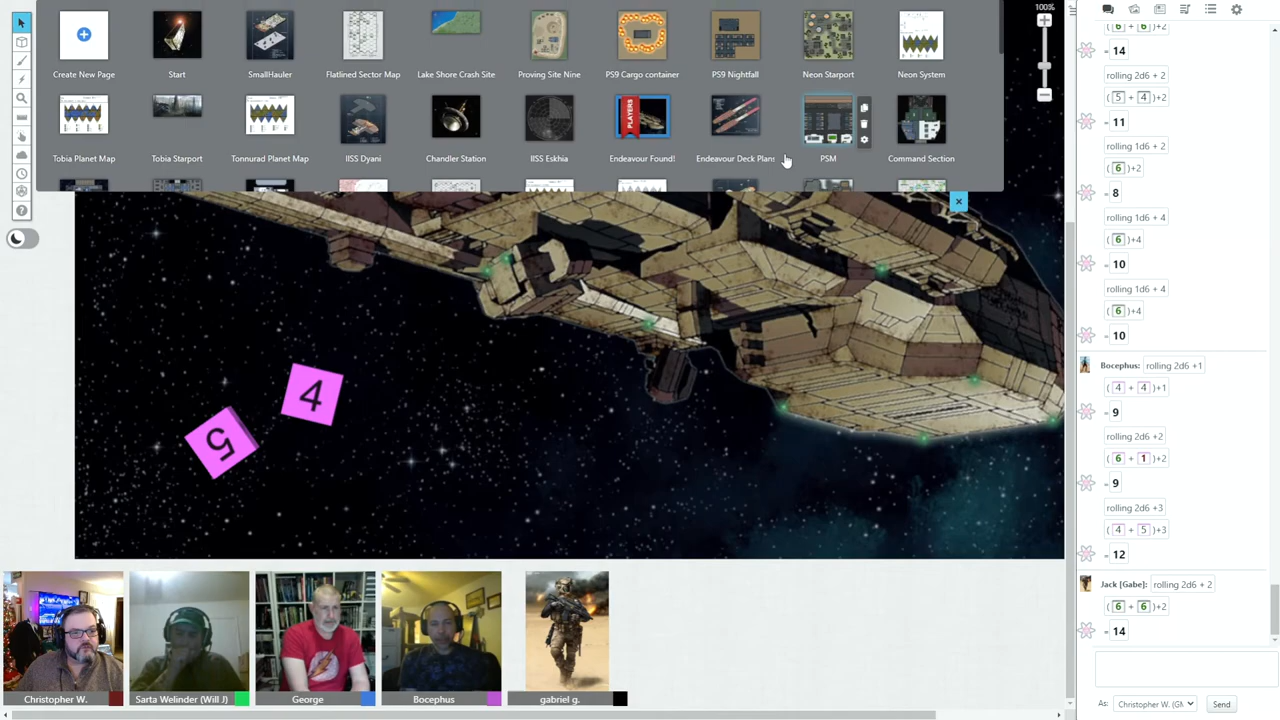 100%
Create New Page
Start
SmallHauler
Flatlined Sector Map
Lake Shore Crash Site
Proving Site Nine
PS9 Cargo container
PS9 Nightfall
Neon Starport
Neon System
PLAYERS
Tobia Planet Map
Tobia Starport
Tonnurad Planet Map
IISS Dyani
Chandler Station
IISS Eskhia
Endeavour Found!
Endeavour Deck Plans
PSM
Command Section
4
5
Christopher W.
Sarta Welinder (Will J)
George
Bocephus
gabriel g.
(6+6)+2
= 14
rolling 2d6 + 2
(5+4)+2
= 11
rolling 1d6 + 2
(6)+2
= 8
rolling 1d6 + 4
(6)+4
= 10
rolling 1d6 + 4
(6)+4
= 10
Bocephus: rolling 2d6 +1
(4+4)+1
= 9
rolling 2d6 +2
(6+1)+2
= 9
rolling 2d6 +3
(4+5)+3
= 12
Jack [Gabe]: rolling 2d6 + 2
(6+6)+2
= 14
As: Christopher W. (GM
Send